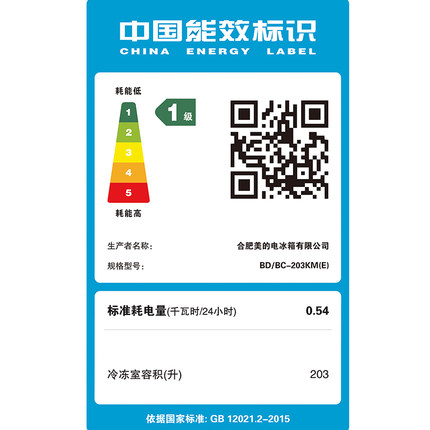 中国能效标识
CHINA ENERGY LABEL
耗能低
1
2
3
4
5
耗能高
1级
生产者名称： 合肥美的电冰箱有限公司
规格型号： BD/BC-203KM(E)
标准耗电量(千瓦时/24小时) 0.54
冷冻室容积(升) 203
依据国家标准: GB 12021.2-2015